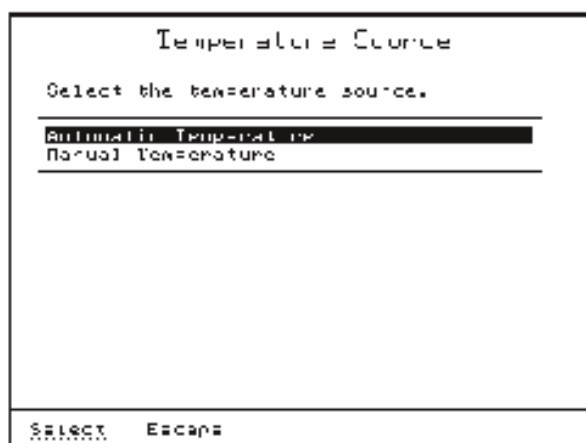 Temperature Source
Select the temperature source.
Automatic Temperature
Manual Temperature
Select Escape